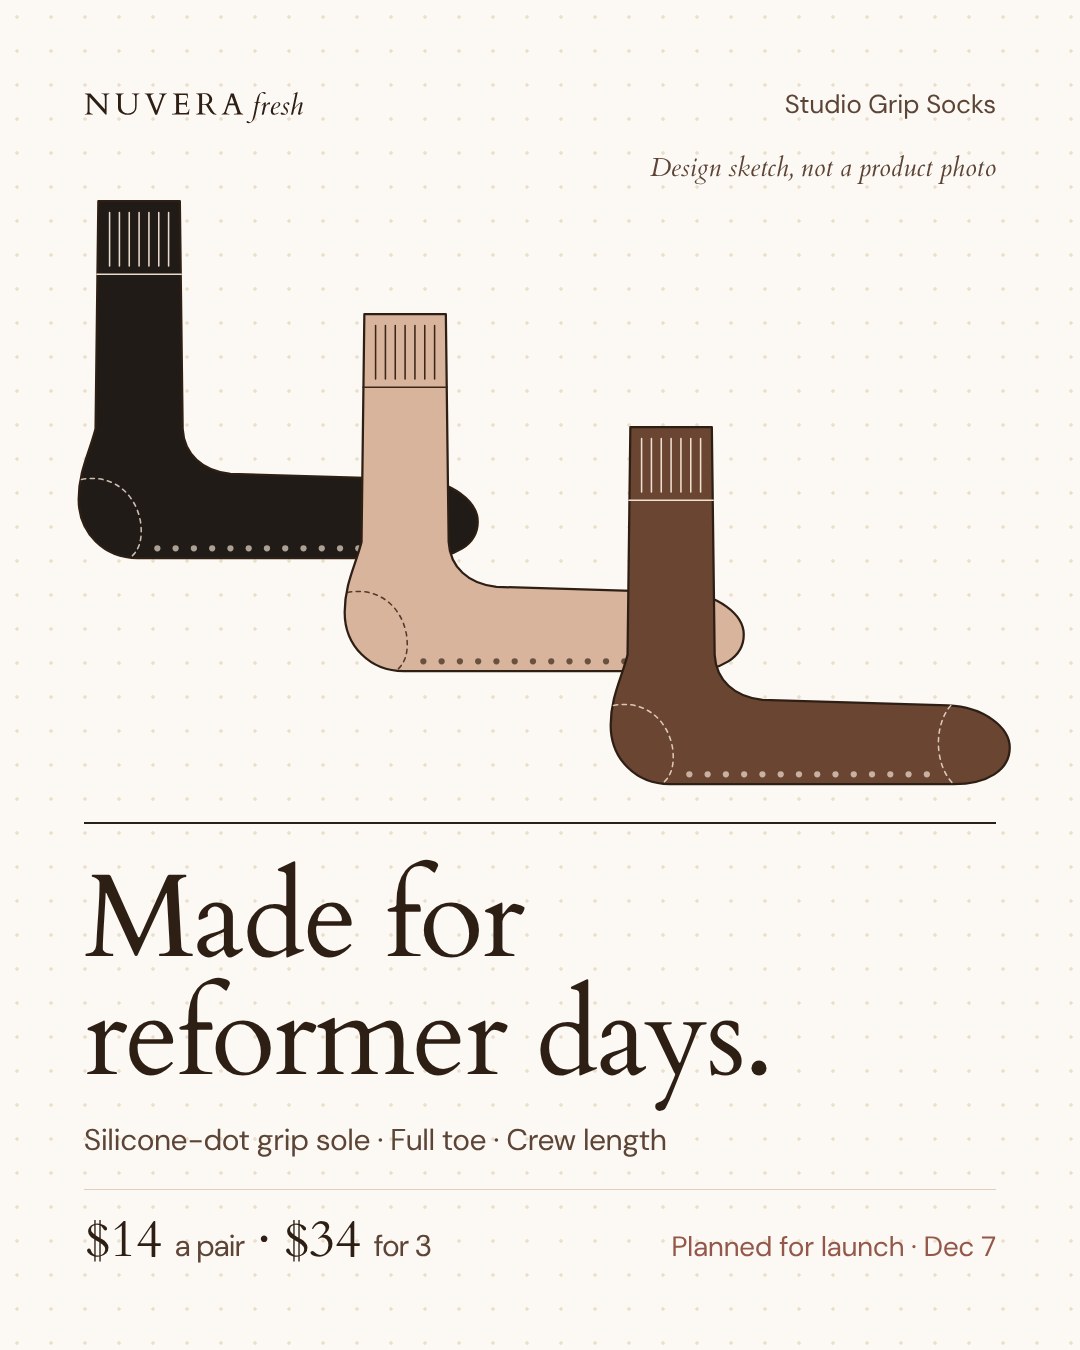 NUVERA fresh
Studio Grip Socks
Design sketch, not a product photo
Made for
reformer days.
Silicone-dot grip sole · Full toe · Crew length
$14 a pair · $34 for 3
Planned for launch · Dec 7